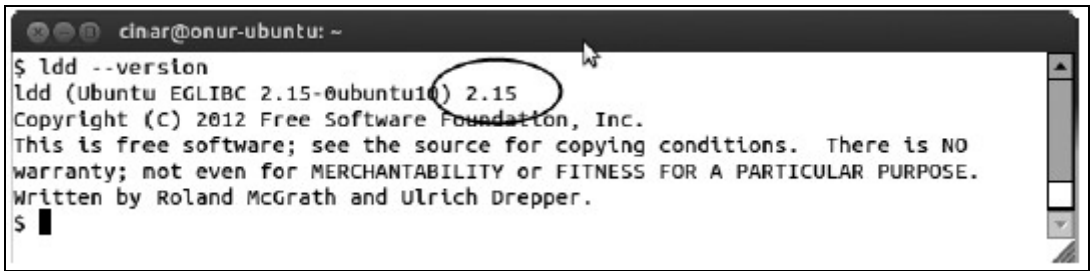 cinar@onur-ubuntu: ~
$ ldd --version
ldd (Ubuntu EGLIBC 2.15-0ubuntu10) 2.15
Copyright (C) 2012 Free Software Foundation, Inc.
This is free software; see the source for copying conditions.  There is NO
warranty; not even for MERCHANTABILITY or FITNESS FOR A PARTICULAR PURPOSE.
Written by Roland McGrath and Ulrich Drepper.
$